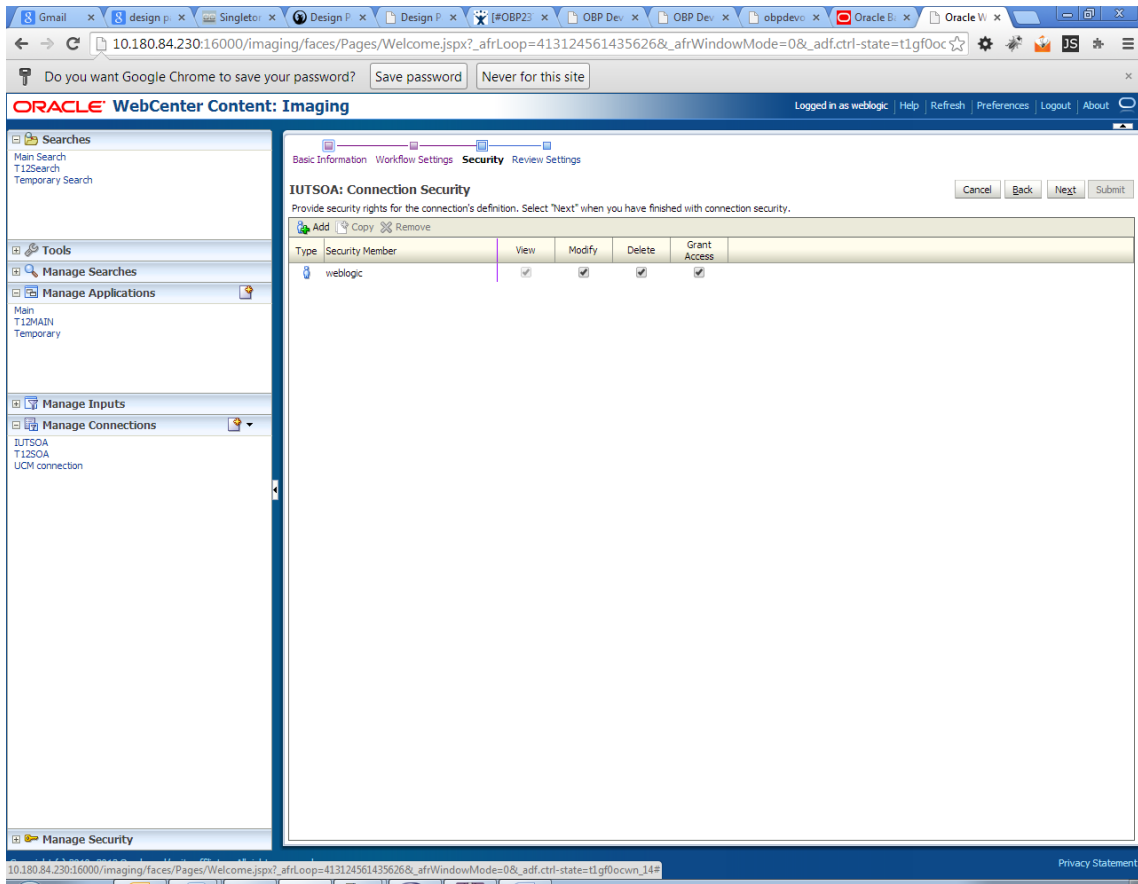 Gmail design p Singleton Design P Design P [#OBP23 OBP Dev OBP Dev obpdevo Oracle B Oracle W
10.180.84.230:16000/imaging/faces/Pages/Welcome.jspx?_afrLoop=413124561435626&_afrWindowMode=0&_adf.ctrl-state=t1gf0oc
Do you want Google Chrome to save your password? Save password Never for this site
ORACLE WebCenter Content: Imaging
Logged in as weblogic Help Refresh Preferences Logout About
Searches
Main Search
T12Search
Temporary Search
Tools
Manage Searches
Manage Applications
Main
T12MAIN
Temporary
Manage Inputs
Manage Connections
IUTSOA
T12SOA
UCM connection
Manage Security
Basic Information Workflow Settings Security Review Settings
IUTSOA: Connection Security
Cancel Back Next Submit
Provide security rights for the connection's definition. Select "Next" when you have finished with connection security.
Add Copy Remove
Type Security Member View Modify Delete Grant Access
weblogic
10.180.84.230:16000/imaging/faces/Pages/Welcome.jspx?_afrLoop=413124561435626&_afrWindowMode=0&_adf.ctrl-state=t1gf0ocwn_14#
Privacy Statement